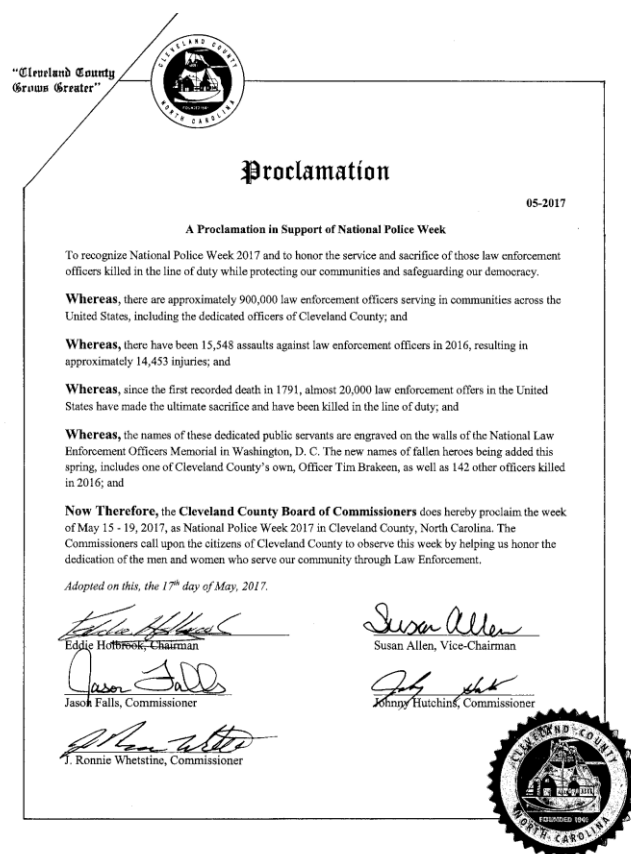 "Cleveland County
Grows Greater"
CLEVELAND COUNTY
NORTH CAROLINA
Proclamation
05-2017
A Proclamation in Support of National Police Week
To recognize National Police Week 2017 and to honor the service and sacrifice of those law enforcement
officers killed in the line of duty while protecting our communities and safeguarding our democracy.
Whereas, there are approximately 900,000 law enforcement officers serving in communities across the
United States, including the dedicated officers of Cleveland County; and
Whereas, there have been 15,548 assaults against law enforcement officers in 2016, resulting in
approximately 14,453 injuries; and
Whereas, since the first recorded death in 1791, almost 20,000 law enforcement offers in the United
States have made the ultimate sacrifice and have been killed in the line of duty; and
Whereas, the names of these dedicated public servants are engraved on the walls of the National Law
Enforcement Officers Memorial in Washington, D. C. The new names of fallen heroes being added this
spring, includes one of Cleveland County's own, Officer Tim Brakeen, as well as 142 other officers killed
in 2016; and
Now Therefore, the Cleveland County Board of Commissioners does hereby proclaim the week
of May 15 - 19, 2017, as National Police Week 2017 in Cleveland County, North Carolina. The
Commissioners call upon the citizens of Cleveland County to observe this week by helping us honor the
dedication of the men and women who serve our community through Law Enforcement.
Adopted on this, the 17th day of May, 2017.
Eddie Holbrook, Chairman
Susan Allen
Susan Allen, Vice-Chairman
Jason Falls
Jason Falls, Commissioner
Johnny Hutchins, Commissioner
J. Ronnie Whetstine, Commissioner
CLEVELAND COUNTY
FOUNDED
NORTH CAROLINA